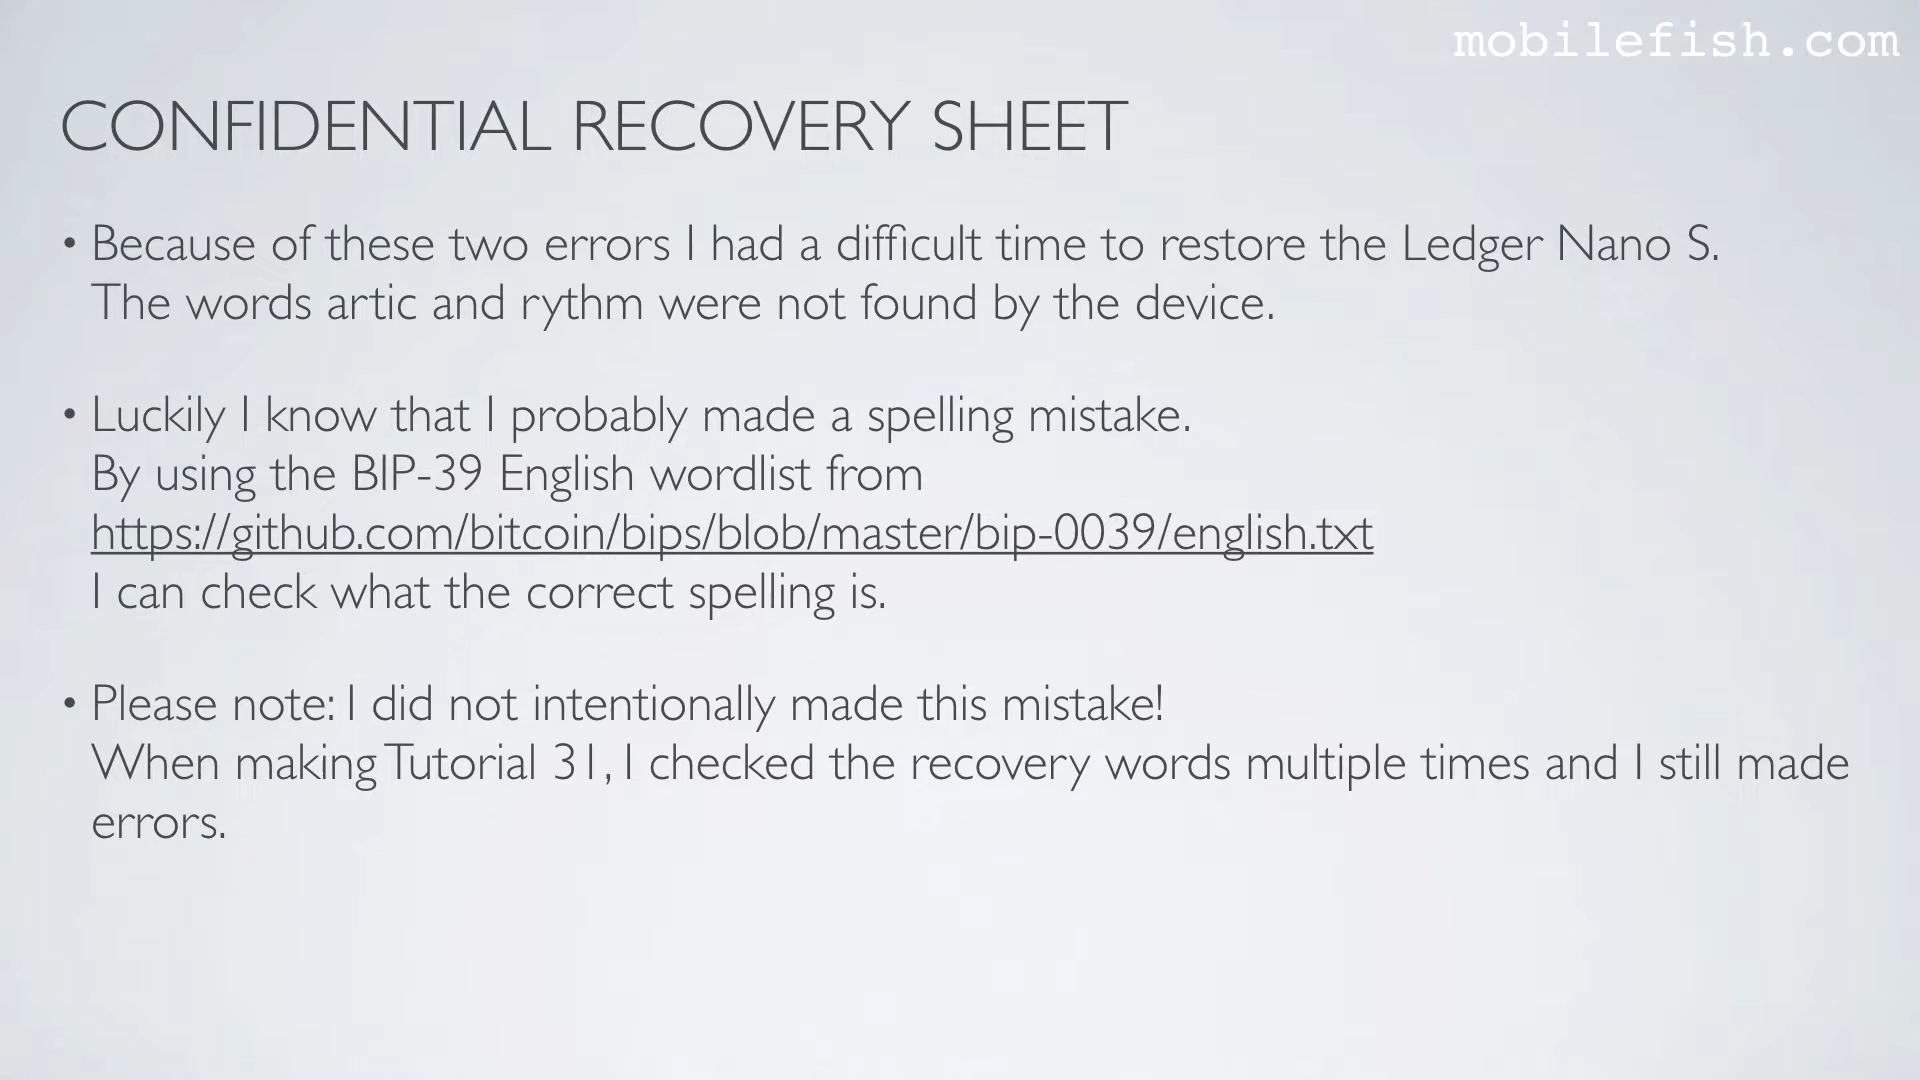 mobilefish.com
CONFIDENTIAL RECOVERY SHEET
• Because of these two errors I had a difficult time to restore the Ledger Nano S.
The words artic and rythm were not found by the device.
• Luckily I know that I probably made a spelling mistake.
By using the BIP-39 English wordlist from
https://github.com/bitcoin/bips/blob/master/bip-0039/english.txt
I can check what the correct spelling is.
• Please note: I did not intentionally made this mistake!
When making Tutorial 31, I checked the recovery words multiple times and I still made
errors.